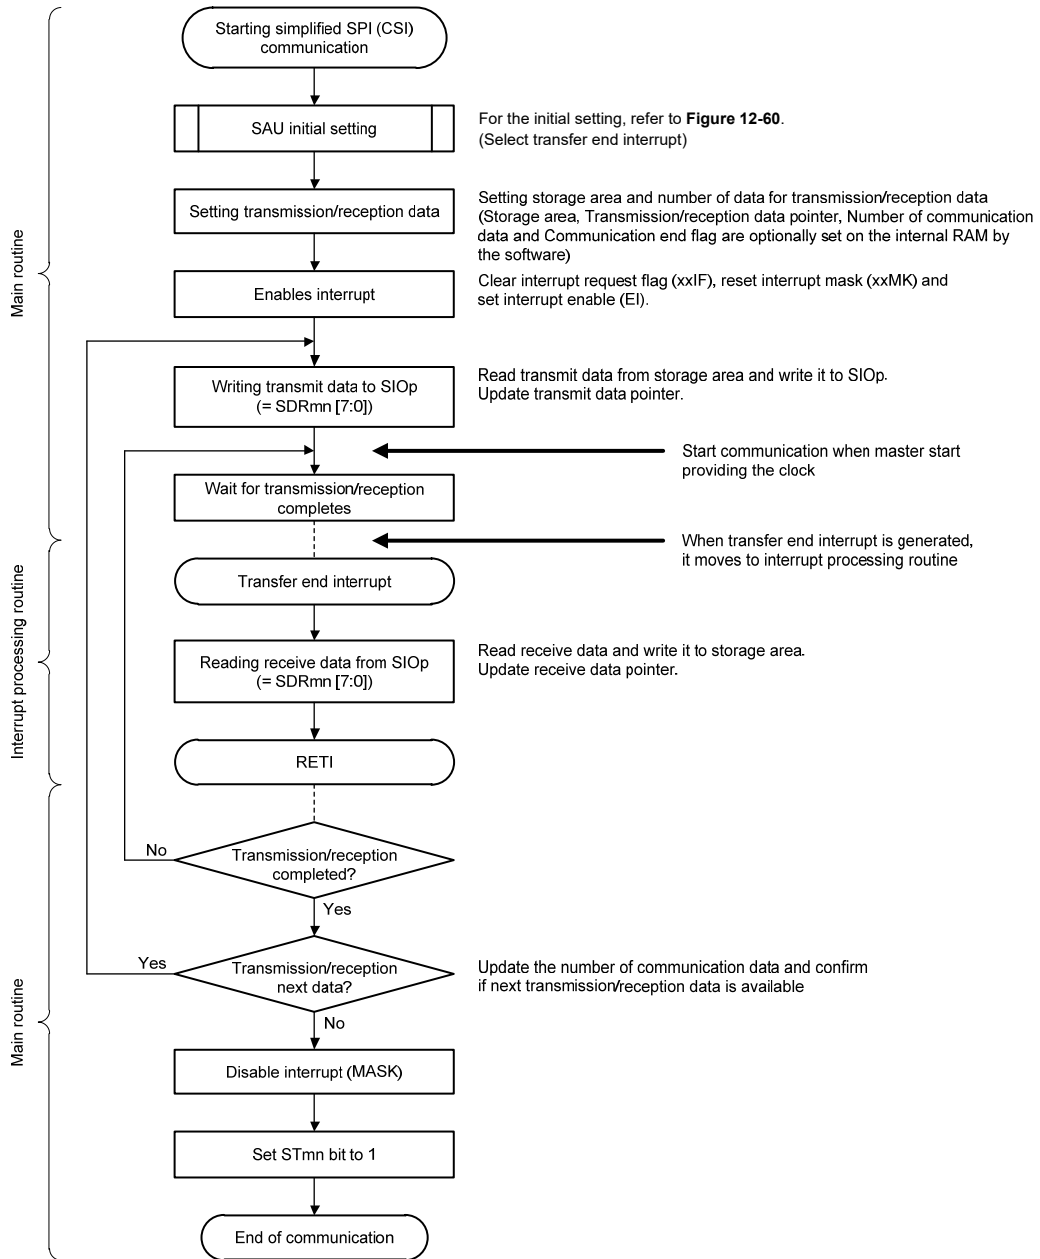 Starting simplified SPI (CSI)
communication
SAU initial setting
For the initial setting, refer to Figure 12-60.
(Select transfer end interrupt)
Setting transmission/reception data
Setting storage area and number of data for transmission/reception data
(Storage area, Transmission/reception data pointer, Number of communication
data and Communication end flag are optionally set on the internal RAM by
the software)
Main routine
Enables interrupt
Clear interrupt request flag (xxIF), reset interrupt mask (xxMK) and
set interrupt enable (EI).
Writing transmit data to SIOp
(= SDRmn [7:0])
Read transmit data from storage area and write it to SIOp.
Update transmit data pointer.
Start communication when master start
providing the clock
Wait for transmission/reception
completes
When transfer end interrupt is generated,
it moves to interrupt processing routine
Transfer end interrupt
Interrupt processing routine
Reading receive data from SIOp
(= SDRmn [7:0])
Read receive data and write it to storage area.
Update receive data pointer.
RETI
No
Transmission/reception
completed?
Yes
Yes
Transmission/reception
next data?
Update the number of communication data and confirm
if next transmission/reception data is available
No
Main routine
Disable interrupt (MASK)
Set STmn bit to 1
End of communication